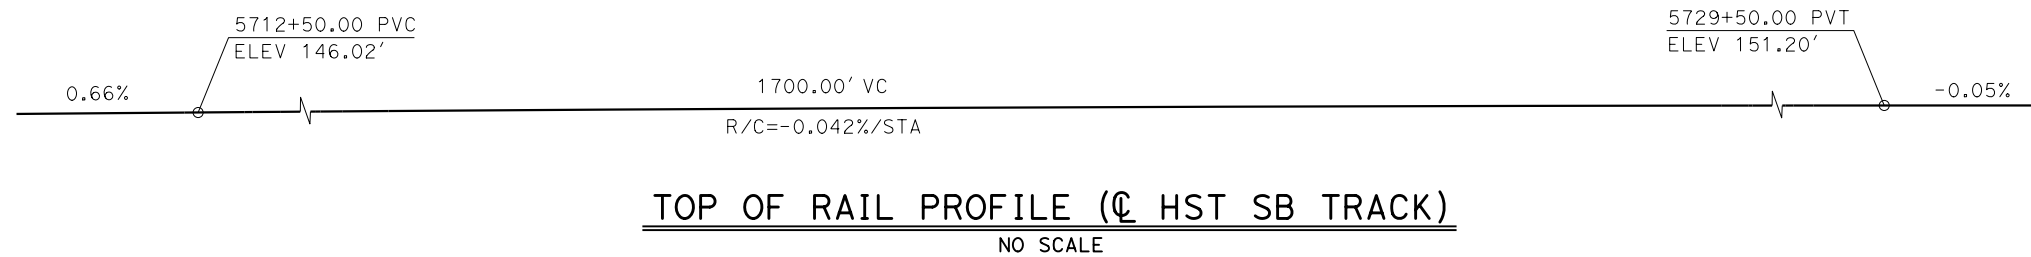 5712+50.00 PVC
ELEV 146.02'
5729+50.00 PVT
ELEV 151.20'
0.66%
1700.00' VC
-0.05%
R/C=-0.042%/STA
TOP OF RAIL PROFILE (℄ HST SB TRACK)
NO SCALE